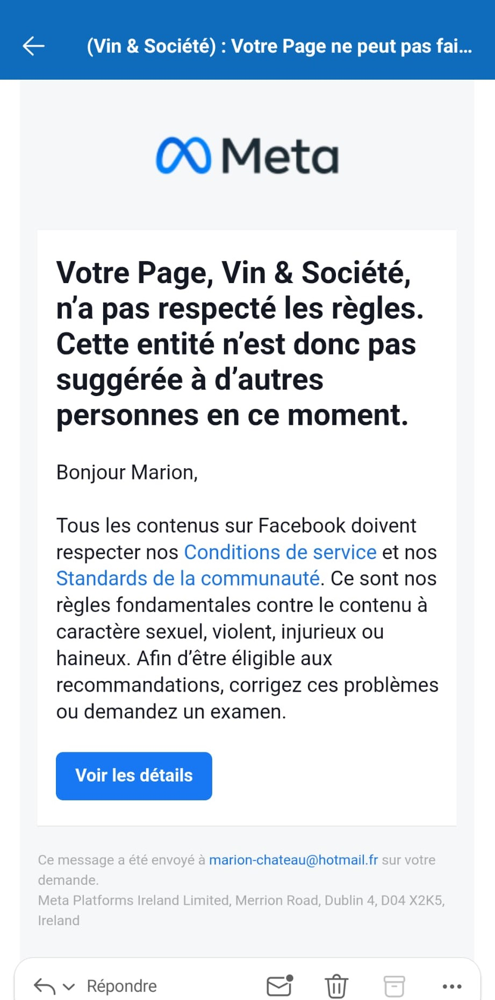 (Vin & Société) : Votre Page ne peut pas fai...
Meta
Votre Page, Vin & Société,
n’a pas respecté les règles.
Cette entité n’est donc pas
suggérée à d’autres
personnes en ce moment.
Bonjour Marion,
Tous les contenus sur Facebook doivent
respecter nos Conditions de service et nos
Standards de la communauté. Ce sont nos
règles fondamentales contre le contenu à
caractère sexuel, violent, injurieux ou
haineux. Afin d’être éligible aux
recommandations, corrigez ces problèmes
ou demandez un examen.
Voir les détails
Ce message a été envoyé à marion-chateau@hotmail.fr sur votre
demande.
Meta Platforms Ireland Limited, Merrion Road, Dublin 4, D04 X2K5,
Ireland
Répondre